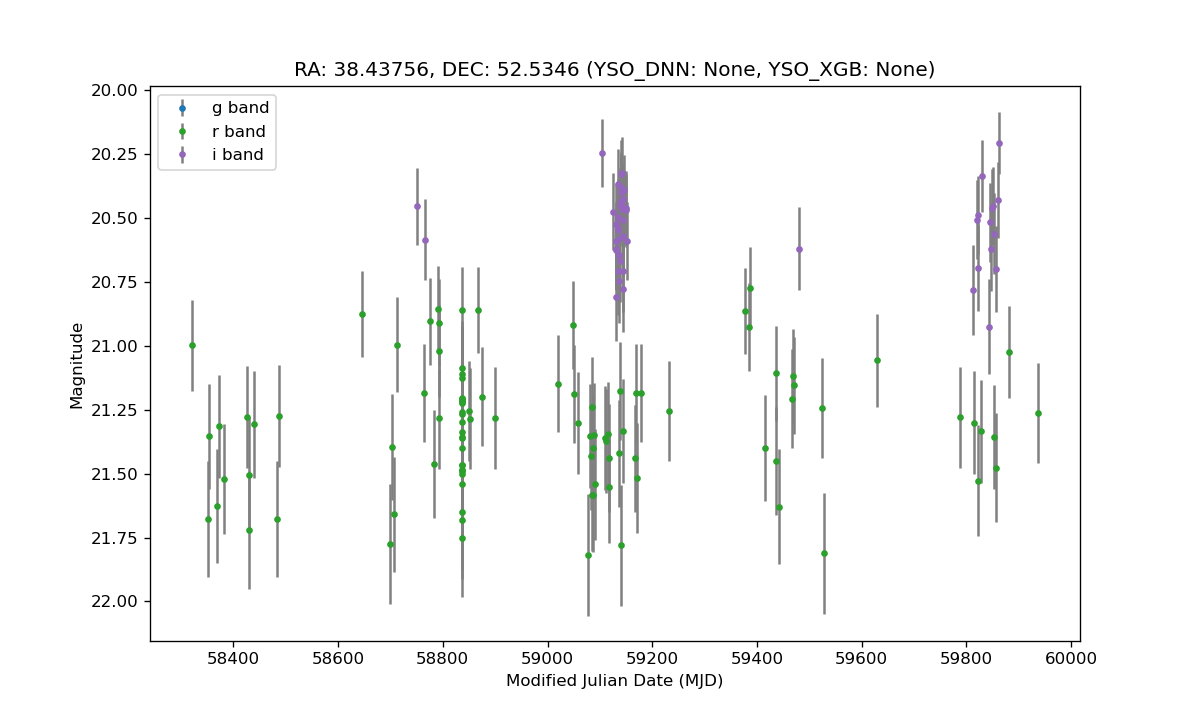 RA: 38.43756, DEC: 52.5346 (YSO_DNN: None, YSO_XGB: None)
g band
r band
i band
Magnitude
20.00
20.25
20.50
20.75
21.00
21.25
21.50
21.75
22.00
58400 58600 58800 59000 59200 59400 59600 59800 60000
Modified Julian Date (MJD)